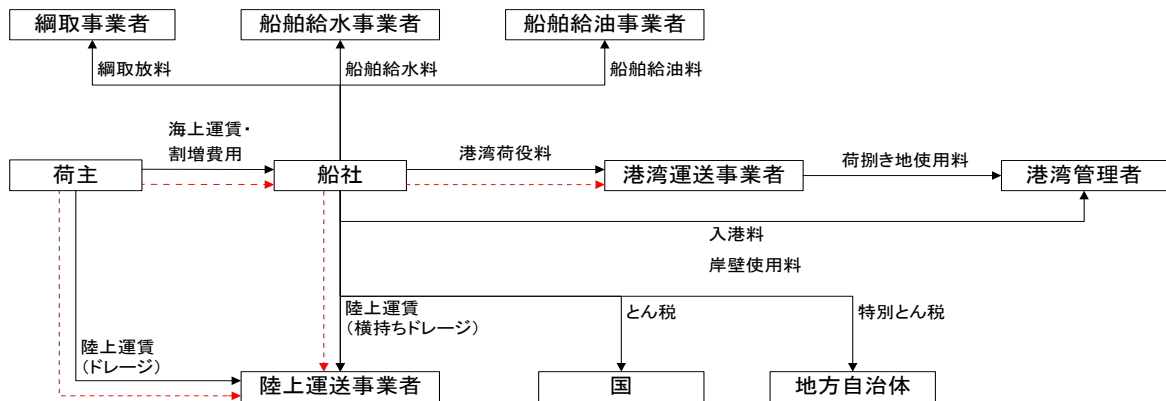 綱取事業者
船舶給水事業者
船舶給油事業者
綱取放料
船舶給水料
船舶給油料
海上運賃・
割増費用
港湾荷役料
荷捌き地使用料
荷主
船社
港湾運送事業者
港湾管理者
入港料
岸壁使用料
陸上運賃
（横持ちドレージ）
とん税
特別とん税
陸上運賃
（ドレージ）
陸上運送事業者
国
地方自治体